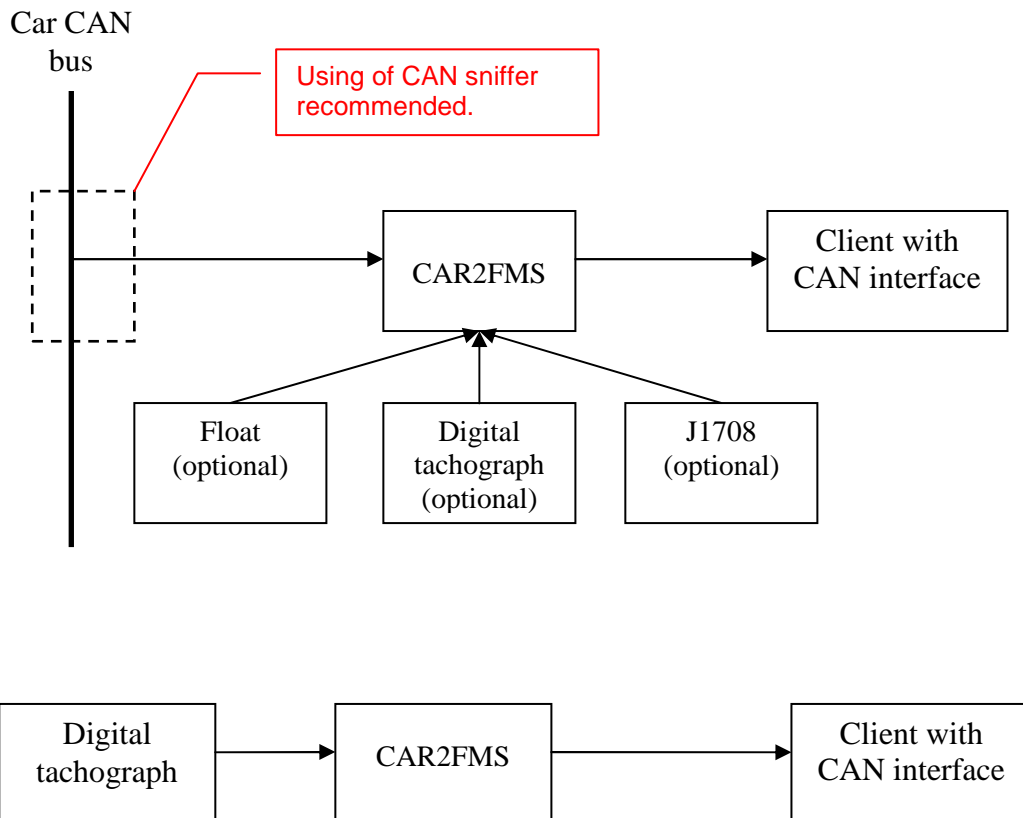 Car CAN
bus
Using of CAN sniffer
recommended.
CAR2FMS
Client with
CAN interface
Float
(optional)
Digital
tachograph
(optional)
J1708
(optional)
Digital
tachograph
CAR2FMS
Client with
CAN interface